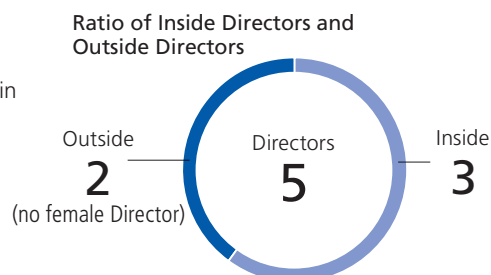 Ratio of Inside Directors and
Outside Directors
in
Outside
2
(no female Director)
Directors
5
Inside
3